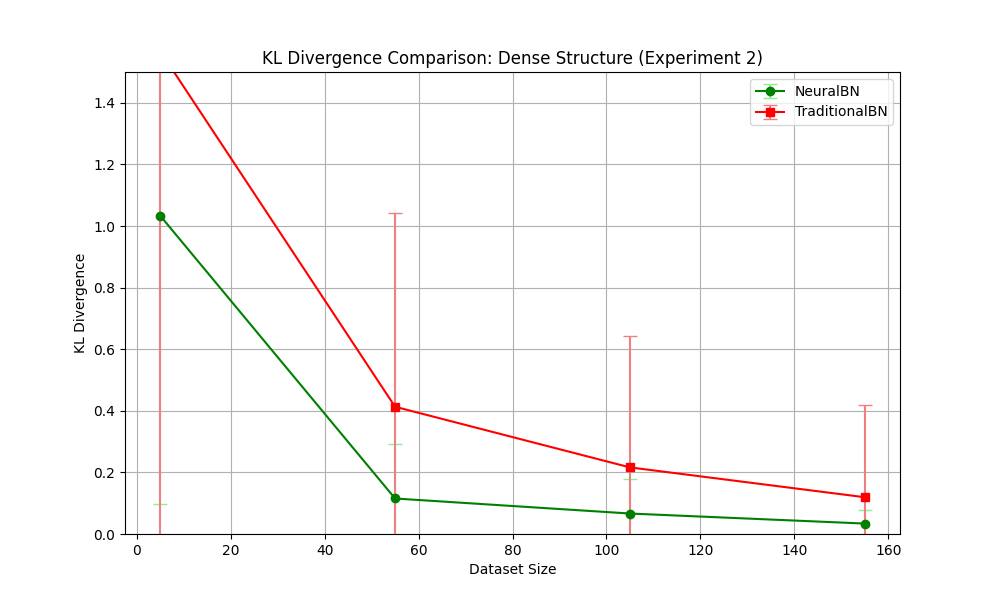 KL Divergence Comparison: Dense Structure (Experiment 2)
NeuralBN
TraditionalBN
KL Divergence
1.4
1.2
1.0
0.8
0.6
0.4
0.2
0.0
0 20 40 60 80 100 120 140 160
Dataset Size